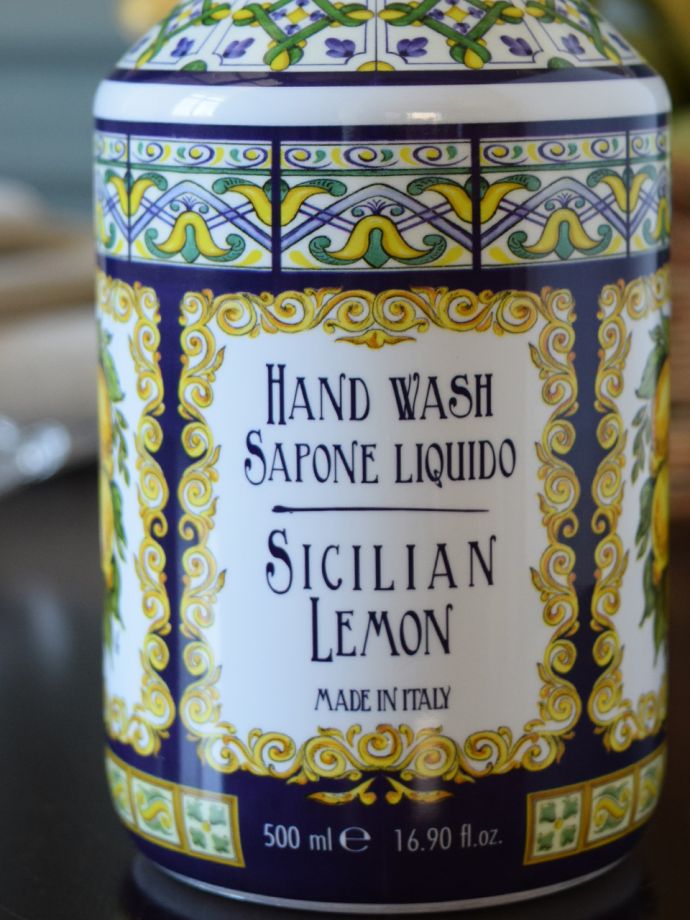 HAND WASH
SAPONE LIQUIDO
SICILIAN
LEMON
MADE IN ITALY
500 ml ℮ 16.90 fl.oz.